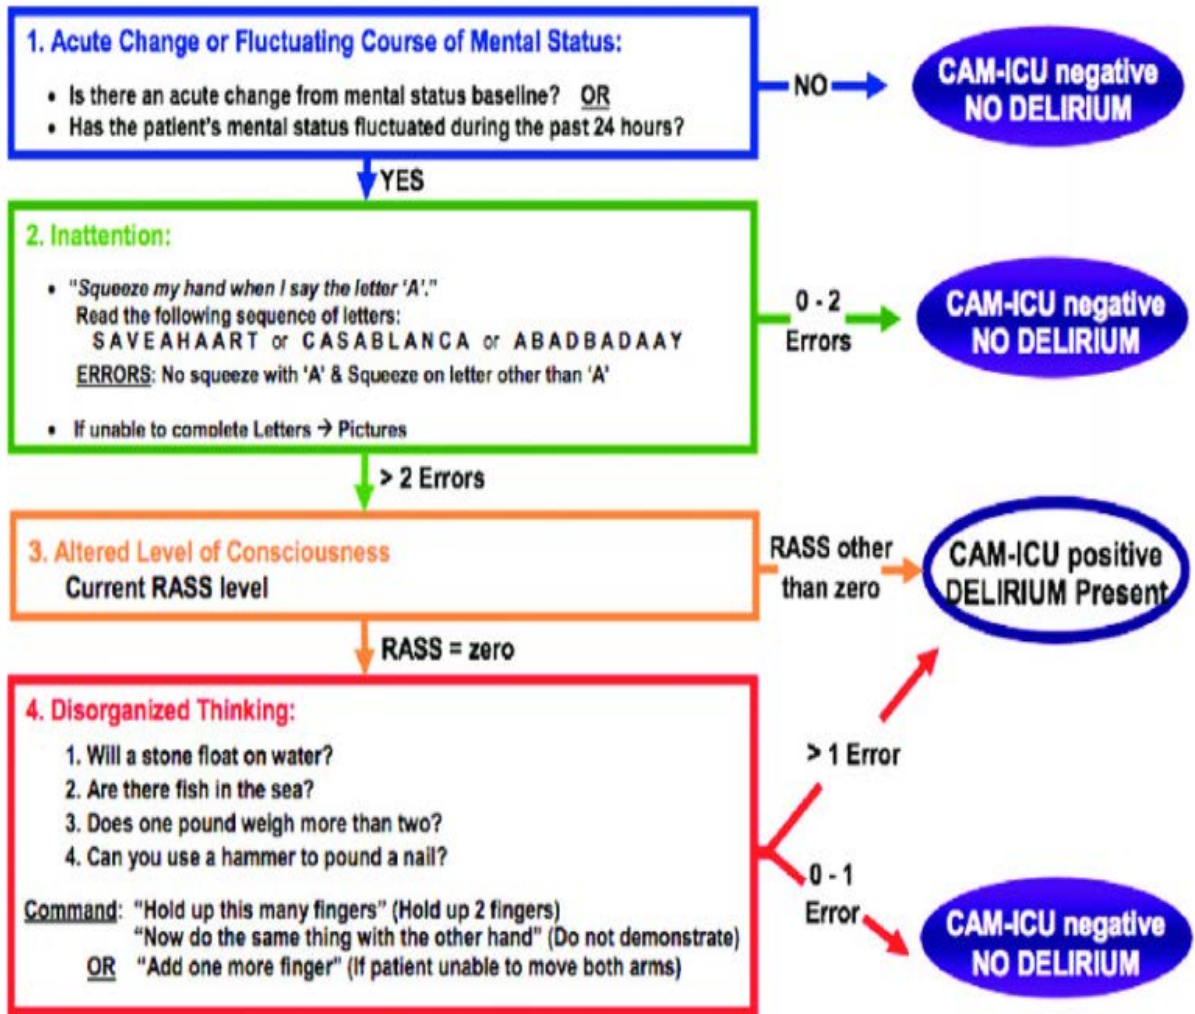 1. Acute Change or Fluctuating Course of Mental Status:
• Is there an acute change from mental status baseline? OR
• Has the patient's mental status fluctuated during the past 24 hours?
NO
CAM-ICU negative
NO DELIRIUM
YES
2. Inattention:
• "Squeeze my hand when I say the letter 'A'."
Read the following sequence of letters:
S A V E A H A A R T or C A S A B L A N C A or A B A D B A D A A Y
ERRORS: No squeeze with 'A' & Squeeze on letter other than 'A'
• If unable to complete Letters → Pictures
0 - 2
Errors
CAM-ICU negative
NO DELIRIUM
> 2 Errors
3. Altered Level of Consciousness
Current RASS level
RASS other
than zero
CAM-ICU positive
DELIRIUM Present
RASS = zero
4. Disorganized Thinking:
1. Will a stone float on water?
2. Are there fish in the sea?
3. Does one pound weigh more than two?
4. Can you use a hammer to pound a nail?
Command: "Hold up this many fingers" (Hold up 2 fingers)
"Now do the same thing with the other hand" (Do not demonstrate)
OR "Add one more finger" (If patient unable to move both arms)
> 1 Error
0 - 1
Error
CAM-ICU negative
NO DELIRIUM